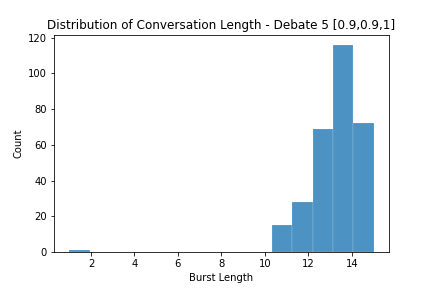 Distribution of Conversation Length - Debate 5 [0.9,0.9,1]
120
100
80
60
40
20
0
Count
2 4 6 8 10 12 14
Burst Length